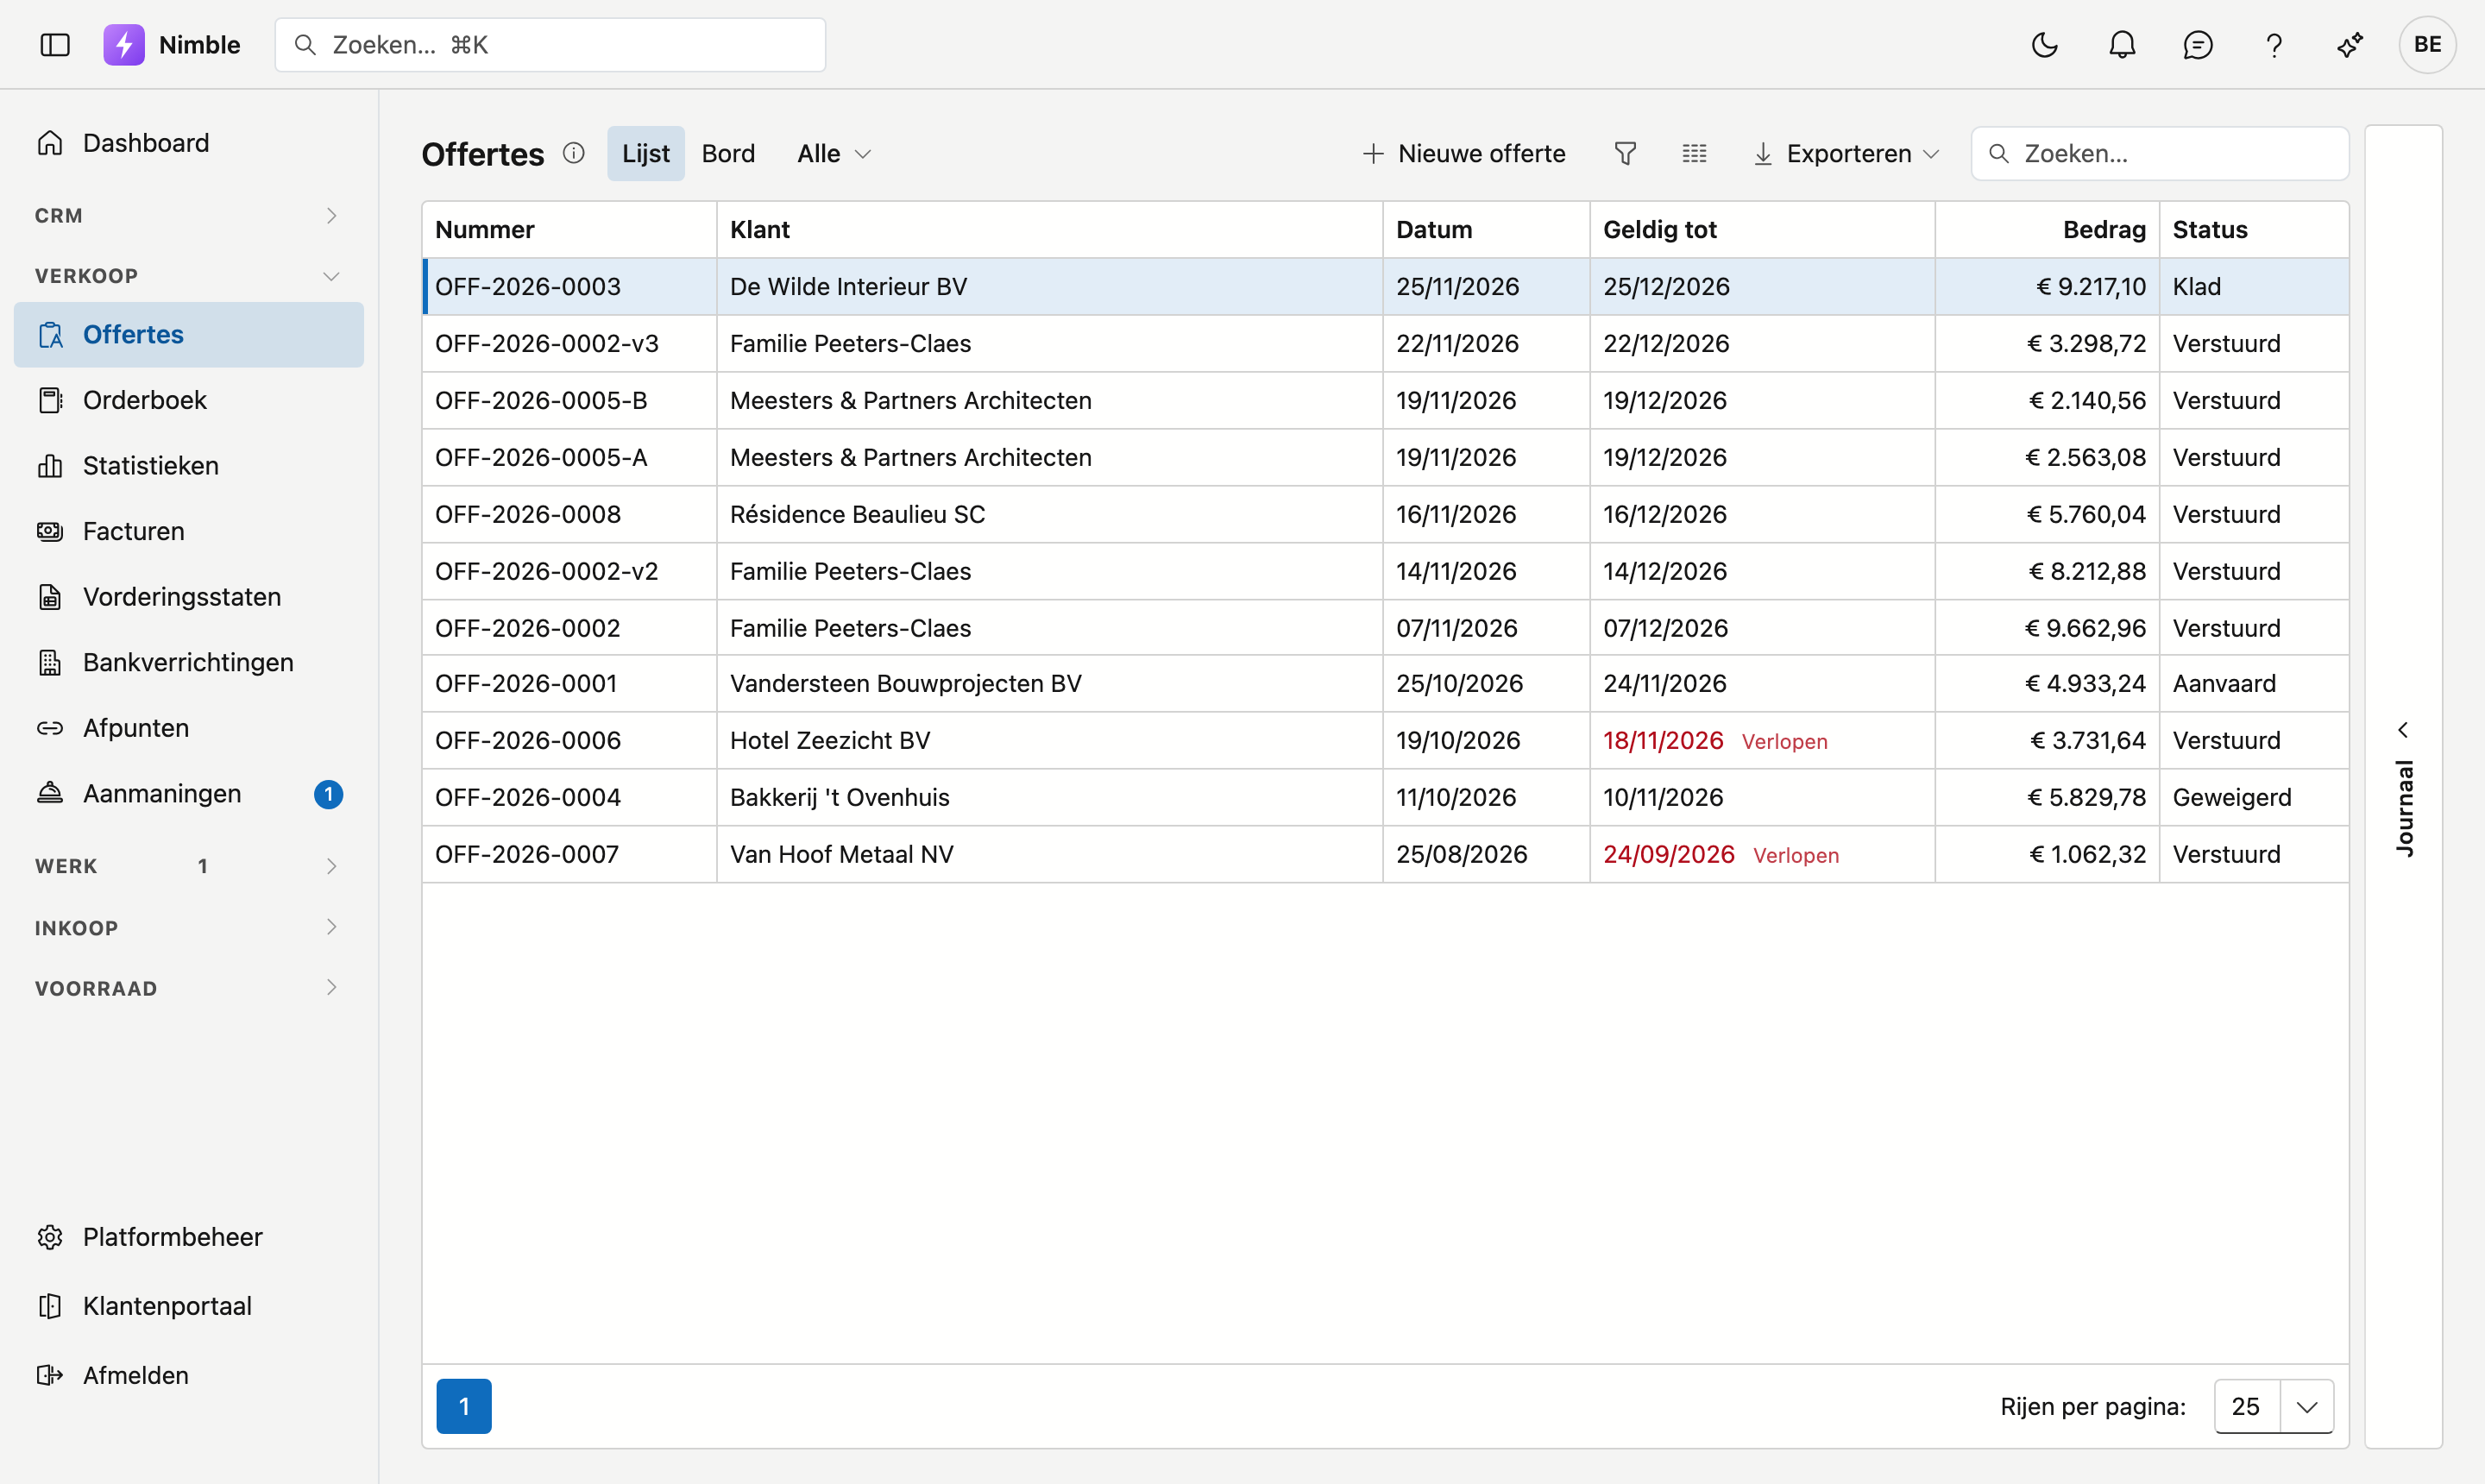 Nimble
Zoeken... ⌘K
BE
Dashboard
CRM
VERKOOP
Offertes
Orderboek
Statistieken
Facturen
Vorderingsstaten
Bankverrichtingen
Afpunten
Aanmaningen 1
WERK 1
INKOOP
VOORRAAD
Platformbeheer
Klantenportaal
Afmelden
Offertes Lijst Bord Alle Nieuwe offerte Exporteren Zoeken...
Nummer Klant Datum Geldig tot Bedrag Status
OFF-2026-0003 De Wilde Interieur BV 25/11/2026 25/12/2026 € 9.217,10 Klad
OFF-2026-0002-v3 Familie Peeters-Claes 22/11/2026 22/12/2026 € 3.298,72 Verstuurd
OFF-2026-0005-B Meesters & Partners Architecten 19/11/2026 19/12/2026 € 2.140,56 Verstuurd
OFF-2026-0005-A Meesters & Partners Architecten 19/11/2026 19/12/2026 € 2.563,08 Verstuurd
OFF-2026-0008 Résidence Beaulieu SC 16/11/2026 16/12/2026 € 5.760,04 Verstuurd
OFF-2026-0002-v2 Familie Peeters-Claes 14/11/2026 14/12/2026 € 8.212,88 Verstuurd
OFF-2026-0002 Familie Peeters-Claes 07/11/2026 07/12/2026 € 9.662,96 Verstuurd
OFF-2026-0001 Vandersteen Bouwprojecten BV 25/10/2026 24/11/2026 € 4.933,24 Aanvaard
OFF-2026-0006 Hotel Zeezicht BV 19/10/2026 18/11/2026 Verlopen € 3.731,64 Verstuurd
OFF-2026-0004 Bakkerij 't Ovenhuis 11/10/2026 10/11/2026 € 5.829,78 Geweigerd
OFF-2026-0007 Van Hoof Metaal NV 25/08/2026 24/09/2026 Verlopen € 1.062,32 Verstuurd
1
Rijen per pagina: 25
Journaal